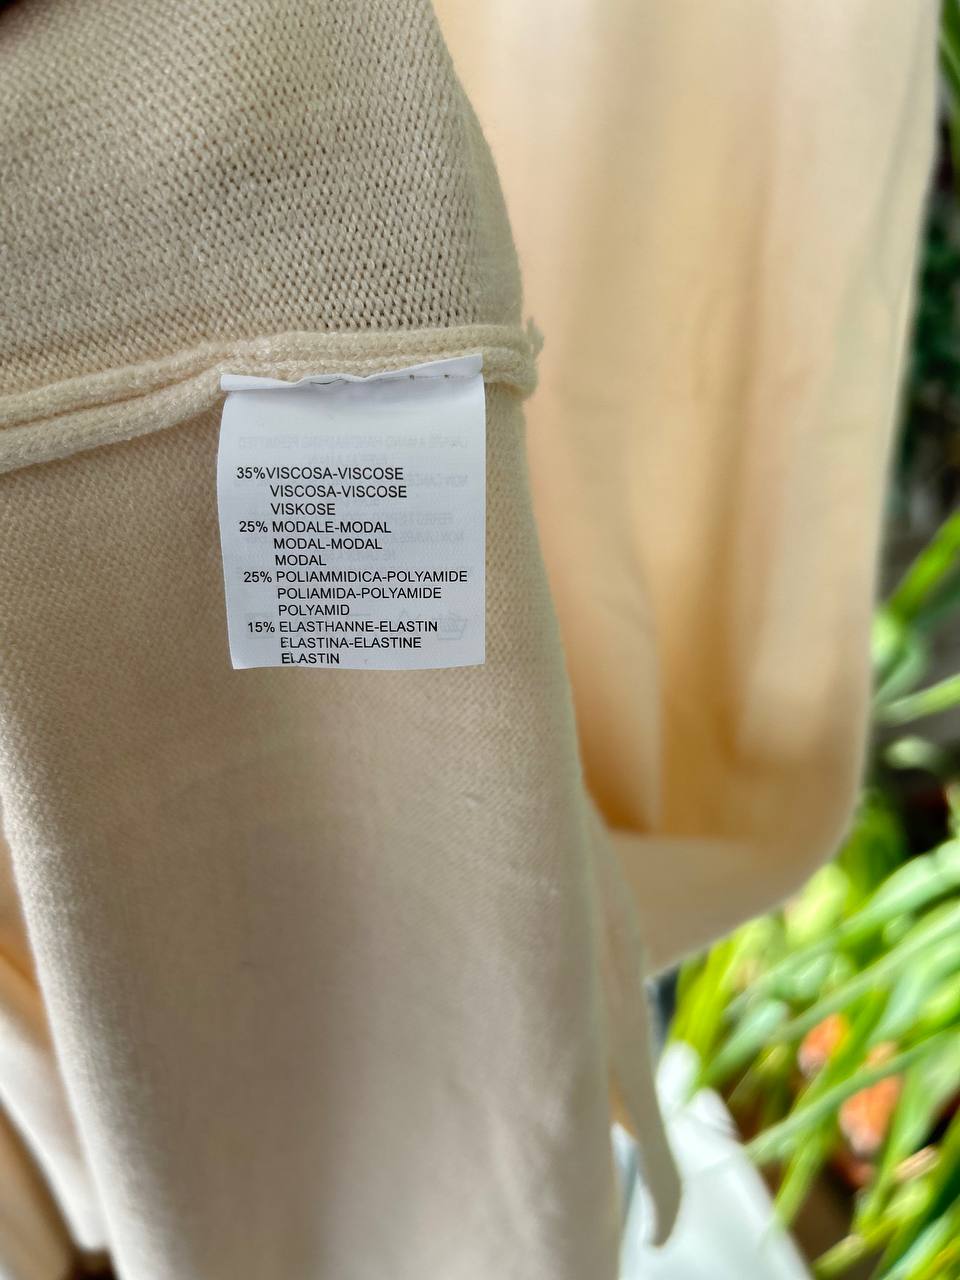 35%VISCOSA-VISCOSE
VISCOSA-VISCOSE
VISKOSE
25% MODALE-MODAL
MODAL-MODAL
MODAL
25% POLIAMMIDICA-POLYAMIDE
POLIAMIDA-POLYAMIDE
POLYAMID
15% ELASTHANNE-ELASTIN
ELASTINA-ELASTINE
ELASTIN